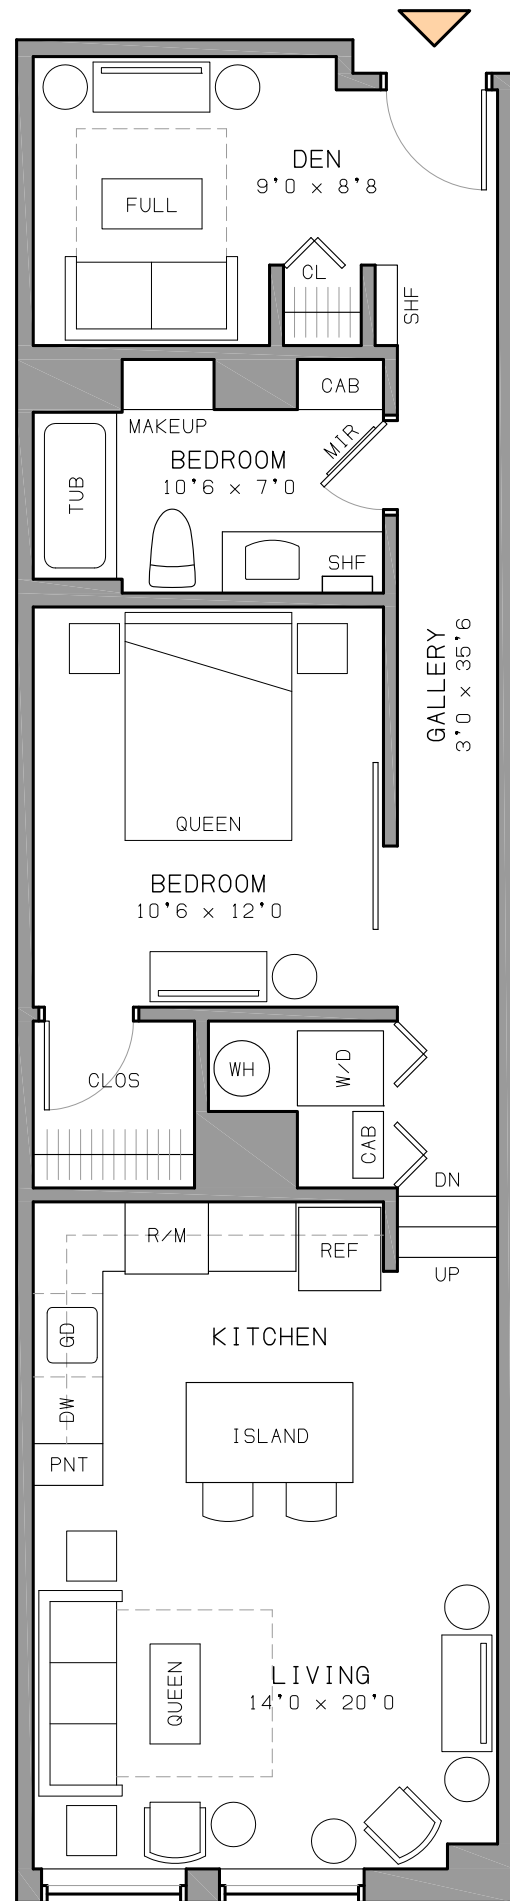 DEN
9'0 x 8'8
FULL
CL
SHF
CAB
MAKEUP
MIR
BEDROOM
10'6 x 7'0
TUB
SHF
GALLERY
3'0 x 35'6
QUEEN
BEDROOM
10'6 x 12'0
WH
W/D
CLOS
CAB
DN
R/M
REF
UP
GD
KITCHEN
DW
ISLAND
PNT
QUEEN
LIVING
14'0 x 20'0